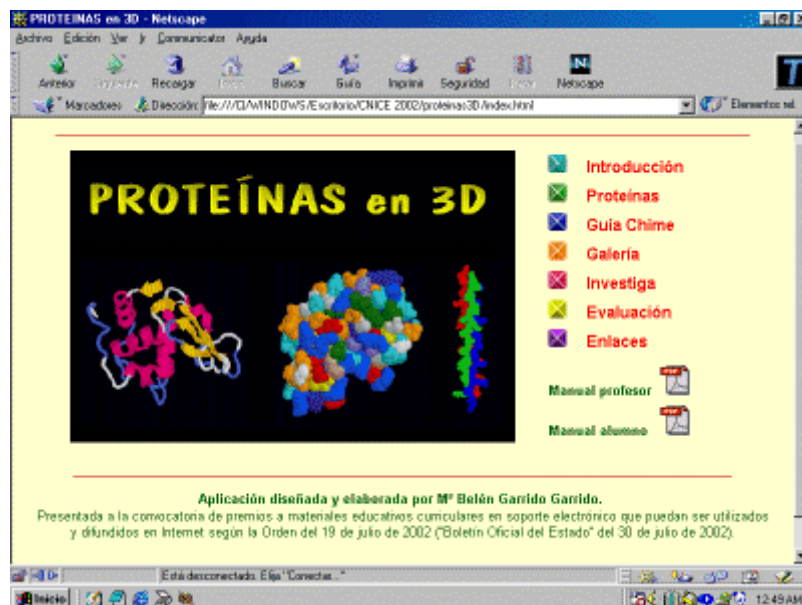 PROTEINAS en 3D - Netscape
Archivo Edición Ver Ir Communicator Ayuda
Anterior Recargar Inicio Buscar Guía Imprimir Seguridad Netscape
Marcadores Dirección: file:///C|/WINDOWS/Escritorio/CNICE 2002/proteinas3D/index.html Elementos rel.
PROTEÍNAS en 3D
Introducción
Proteínas
Guia Chime
Galería
Investiga
Evaluación
Enlaces
Manual profesor
Manual alumno
Aplicación diseñada y elaborada por Mª Belén Garrido Garrido.
Presentada a la convocatoria de premios a materiales educativos curriculares en soporte electrónico que puedan ser utilizados
y difundidos en Internet según la Orden del 19 de julio de 2002 ("Boletín Oficial del Estado" del 30 de julio de 2002).
Está desconectado. Elija "Conectar..."
Inicio 12:49 AM